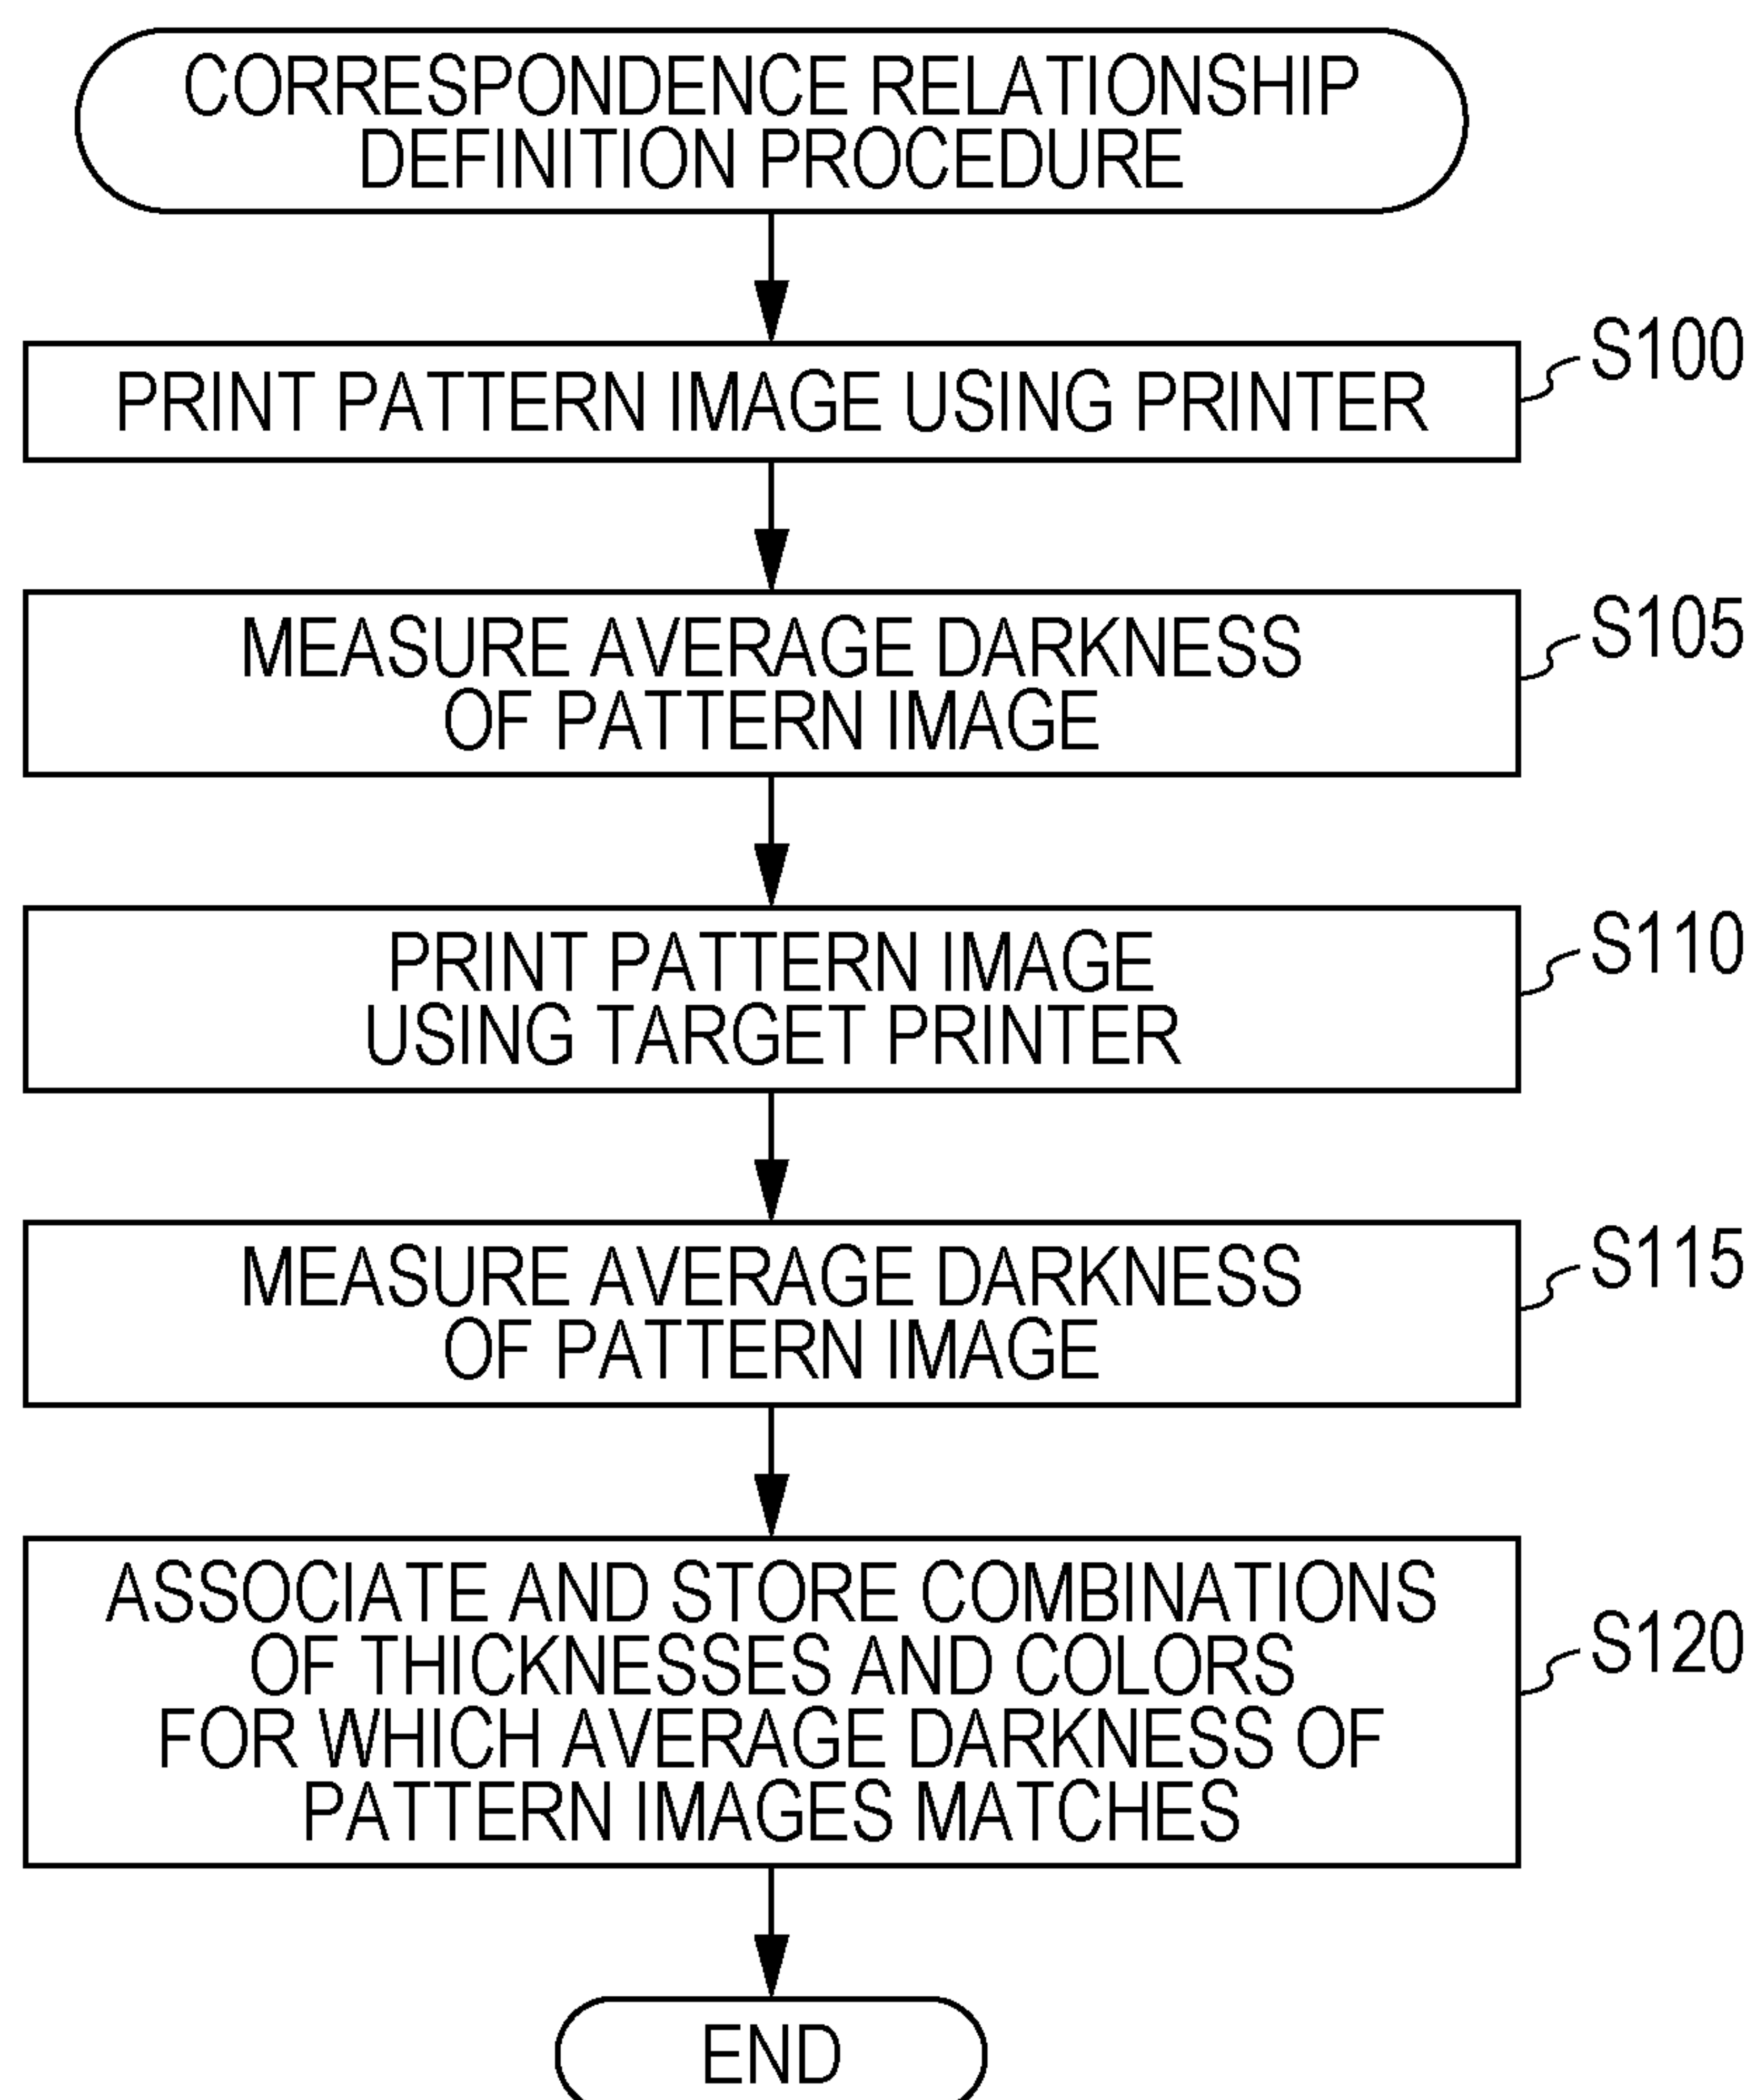 CORRESPONDENCE RELATIONSHIP
DEFINITION PROCEDURE
PRINT PATTERN IMAGE USING PRINTER
S100
MEASURE AVERAGE DARKNESS
OF PATTERN IMAGE
S105
PRINT PATTERN IMAGE
USING TARGET PRINTER
S110
MEASURE AVERAGE DARKNESS
OF PATTERN IMAGE
S115
ASSOCIATE AND STORE COMBINATIONS
OF THICKNESSES AND COLORS
FOR WHICH AVERAGE DARKNESS OF
PATTERN IMAGES MATCHES
S120
END